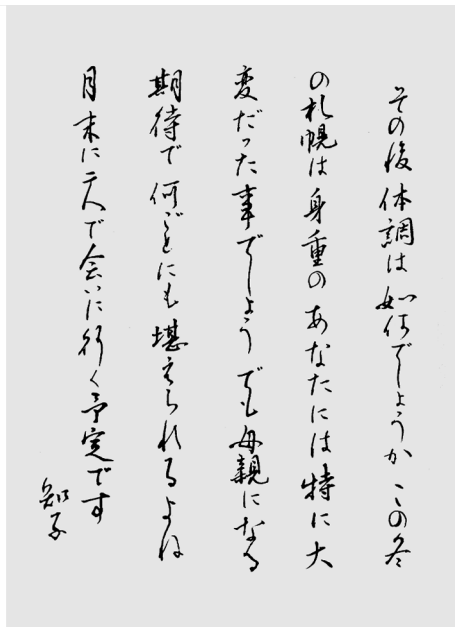 その後体調は如何でしょうか この冬
の札幌は身重のあなたには特に大
変だった事でしょう でも母親になる
期待で何ごとにも堪えられるよね
月末に二人で会いに行く予定です
知子